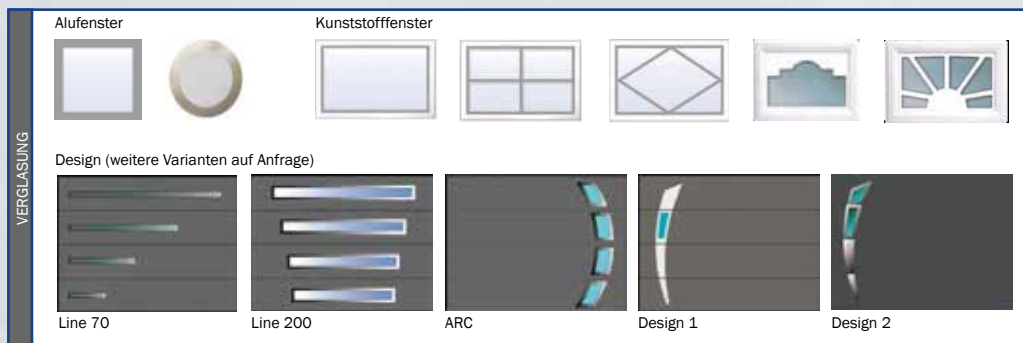 VERGLASUNG
Alufenster
Kunststofffenster
Design (weitere Varianten auf Anfrage)
Line 70
Line 200
ARC
Design 1
Design 2